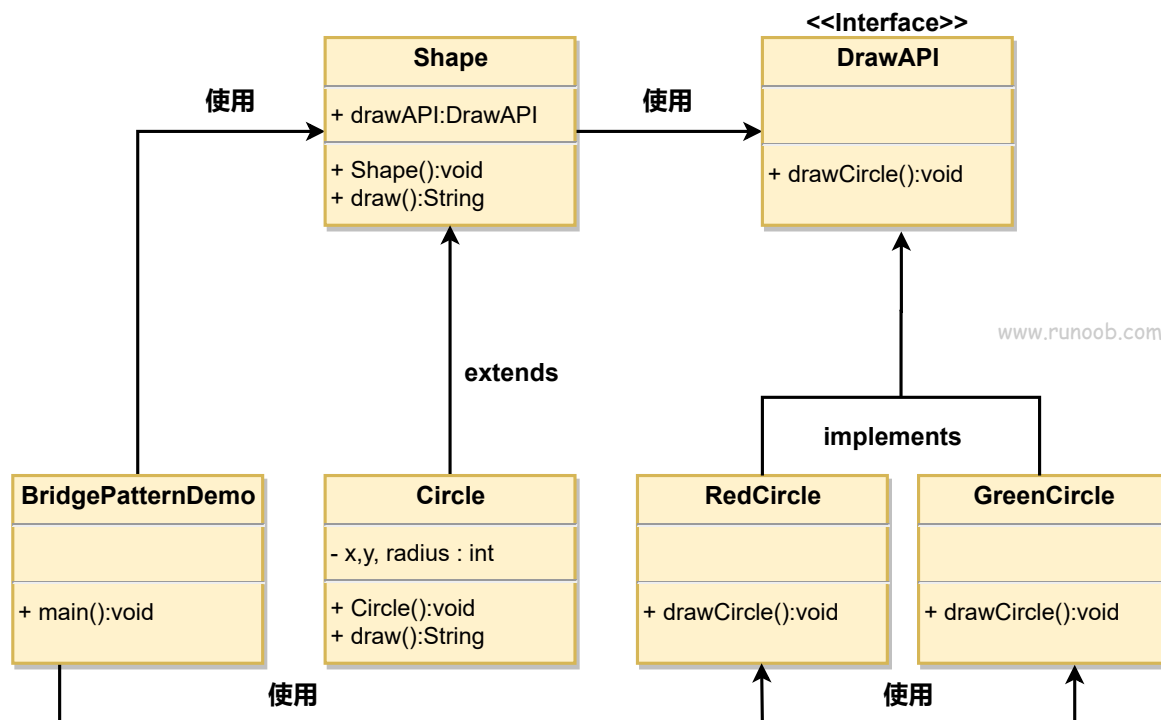 <<Interface>>
Shape
DrawAPI
使用
+ drawAPI:DrawAPI
使用
+ Shape():void
+ draw():String
+ drawCircle():void
www.runoob.com
extends
implements
BridgePatternDemo
Circle
RedCircle
GreenCircle
- x,y, radius : int
+ main():void
+ Circle():void
+ draw():String
+ drawCircle():void
+ drawCircle():void
使用
使用